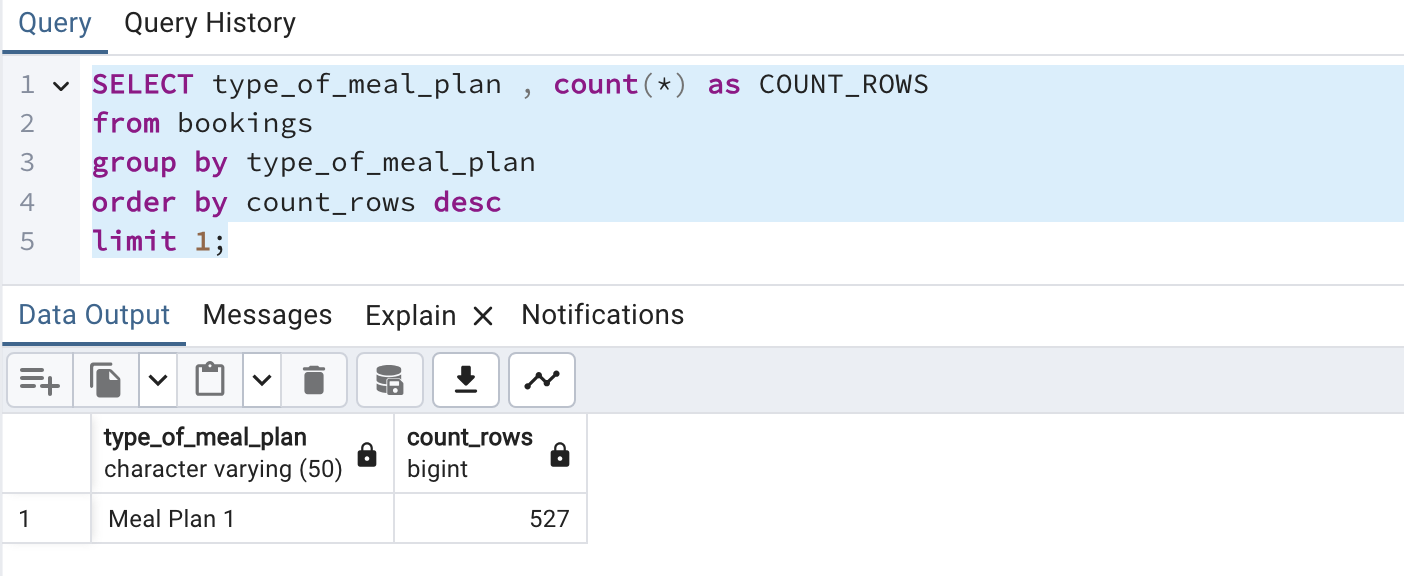 Query Query History
1 SELECT type_of_meal_plan , count(*) as COUNT_ROWS
2 from bookings
3 group by type_of_meal_plan
4 order by count_rows desc
5 limit 1;
Data Output Messages Explain Notifications
type_of_meal_plan count_rows
character varying (50) bigint
1 Meal Plan 1 527